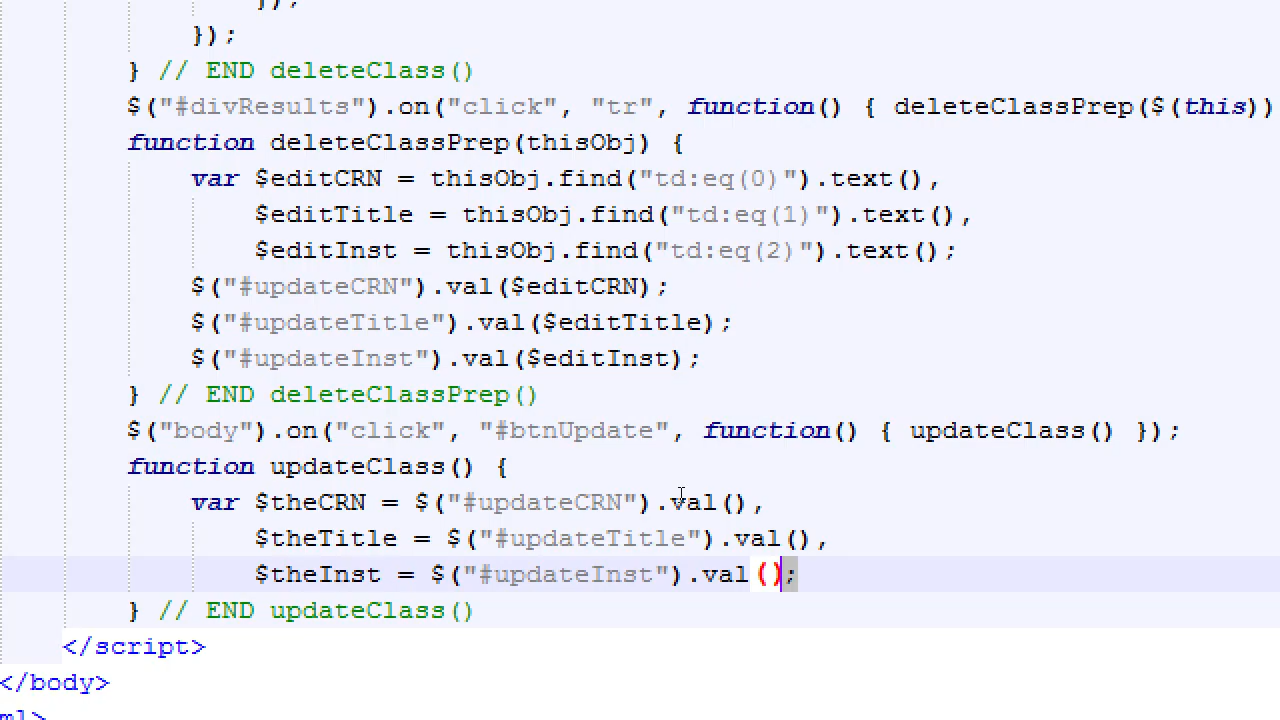 });
});
} // END deleteClass()
$("#divResults").on("click", "tr", function() { deleteClassPrep($(this))
function deleteClassPrep(thisObj) {
var $editCRN = thisObj.find("td:eq(0)").text(),
$editTitle = thisObj.find("td:eq(1)").text(),
$editInst = thisObj.find("td:eq(2)").text();
$("#updateCRN").val($editCRN);
$("#updateTitle").val($editTitle);
$("#updateInst").val($editInst);
} // END deleteClassPrep()
$("body").on("click", "#btnUpdate", function() { updateClass() });
function updateClass() {
var $theCRN = $("#updateCRN").val(),
$theTitle = $("#updateTitle").val(),
$theInst = $("#updateInst").val();
} // END updateClass()
</script>
</body>
ml>